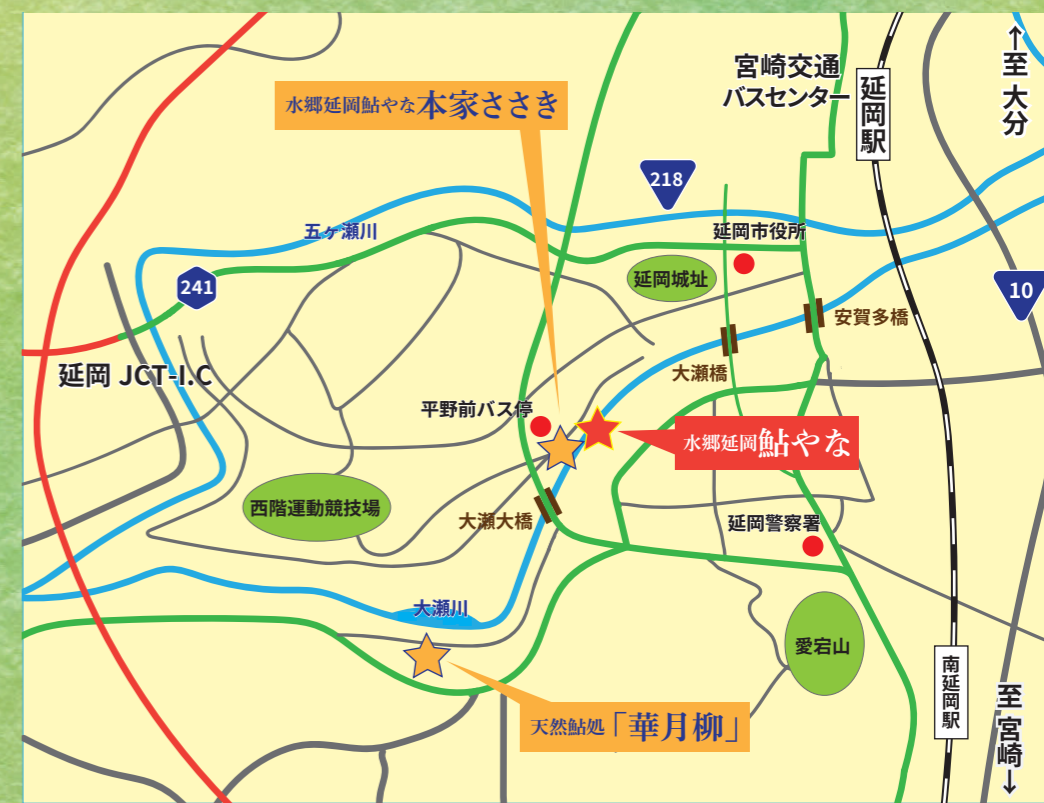 宮崎交通
バスセンター
延岡駅
↑至 大分
水郷延岡鮎やな本家ささき
218
五ヶ瀬川
延岡市役所
延岡城址
241
10
安賀多橋
大瀬橋
延岡 JCT-I.C
平野前バス停
水郷延岡鮎やな
西階運動競技場
大瀬大橋
延岡警察署
大瀬川
愛宕山
南延岡駅
至 宮崎↓
天然鮎処「華月柳」